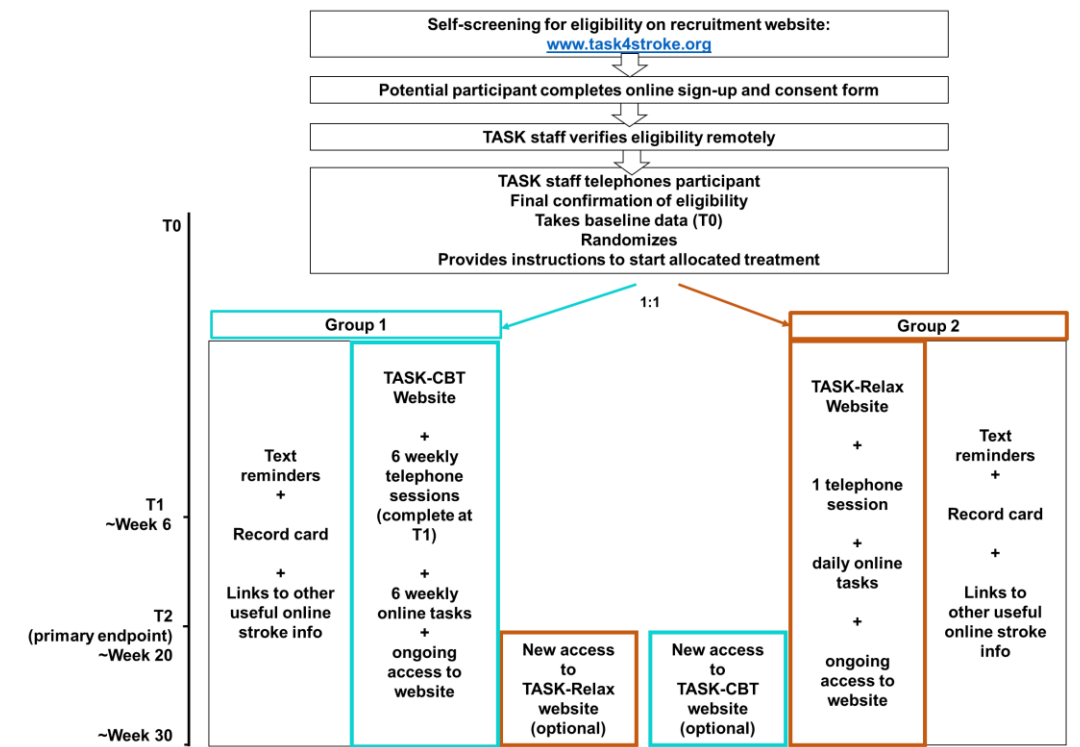 Self-screening for eligibility on recruitment website:
www.task4stroke.org
Potential participant completes online sign-up and consent form
TASK staff verifies eligibility remotely
TASK staff telephones participant
Final confirmation of eligibility
Takes baseline data (T0)
Randomizes
Provides instructions to start allocated treatment
T0
1:1
Group 1
Group 2
Text
reminders
+
Record card
+
Links to other
useful online
stroke info
TASK-CBT
Website
+
6 weekly
telephone
sessions
(complete at
T1)
+
6 weekly
online tasks
+
ongoing
access to
website
New access
to
TASK-Relax
website
(optional)
New access
to
TASK-CBT
website
(optional)
TASK-Relax
Website
+
1 telephone
session
+
daily online
tasks
+
ongoing
access to
website
Text
reminders
+
Record card
+
Links to
other useful
online stroke
info
T1
~Week 6
T2
(primary endpoint)
~Week 20
~Week 30